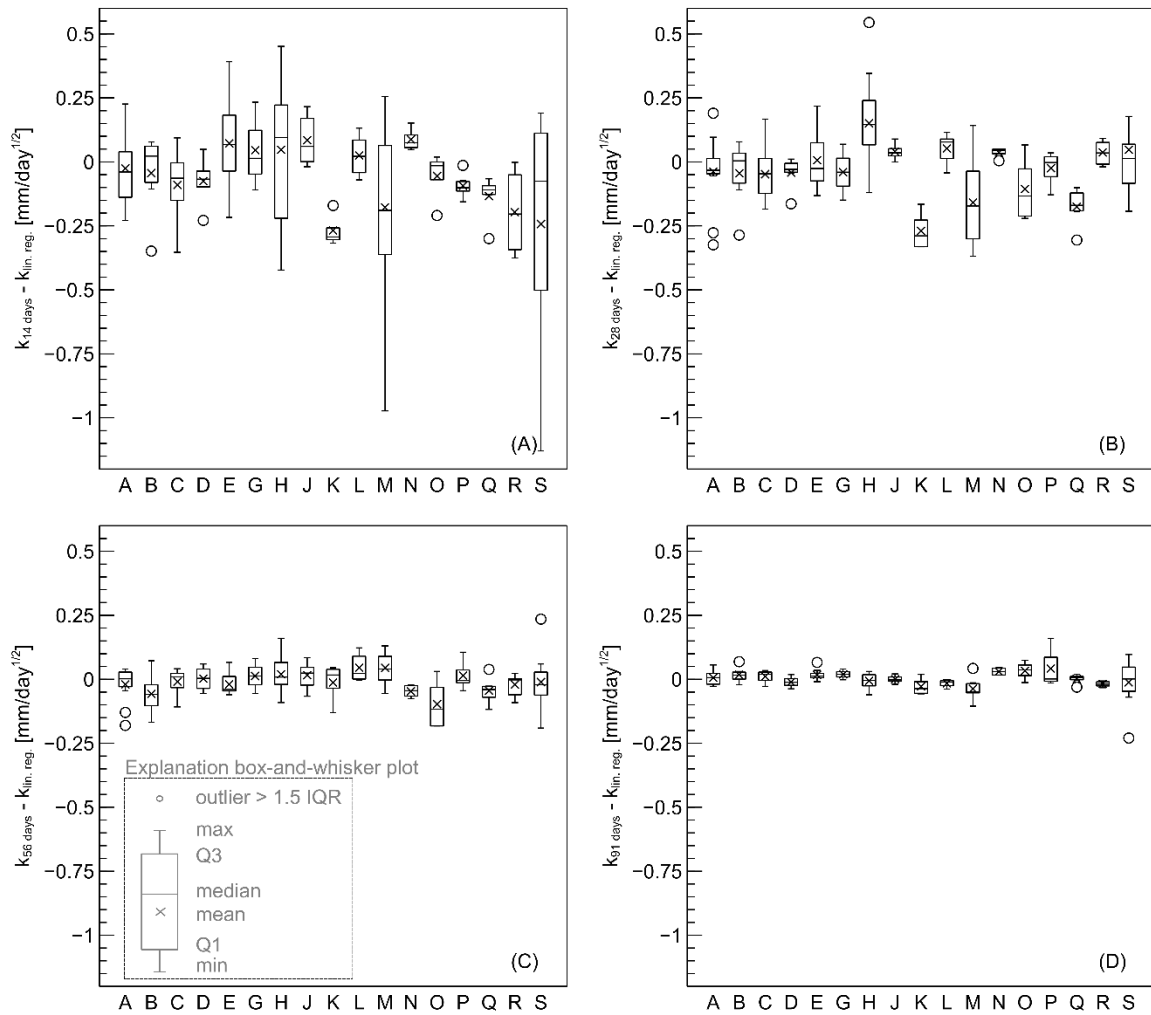 0.5
0.25
0
−0.25
−0.5
−0.75
−1
k14 days - klin. reg. [mm/day1/2]
(A)
A B C D E G H J K L M N O P Q R S
0.5
0.25
0
−0.25
−0.5
−0.75
−1
k28 days - klin. reg. [mm/day1/2]
(B)
A B C D E G H J K L M N O P Q R S
0.5
0.25
0
−0.25
−0.5
−0.75
−1
k56 days - klin. reg. [mm/day1/2]
Explanation box-and-whisker plot
outlier > 1.5 IQR
max
Q3
median
mean
Q1
min
(C)
A B C D E G H J K L M N O P Q R S
0.5
0.25
0
−0.25
−0.5
−0.75
−1
k91 days - klin. reg. [mm/day1/2]
(D)
A B C D E G H J K L M N O P Q R S